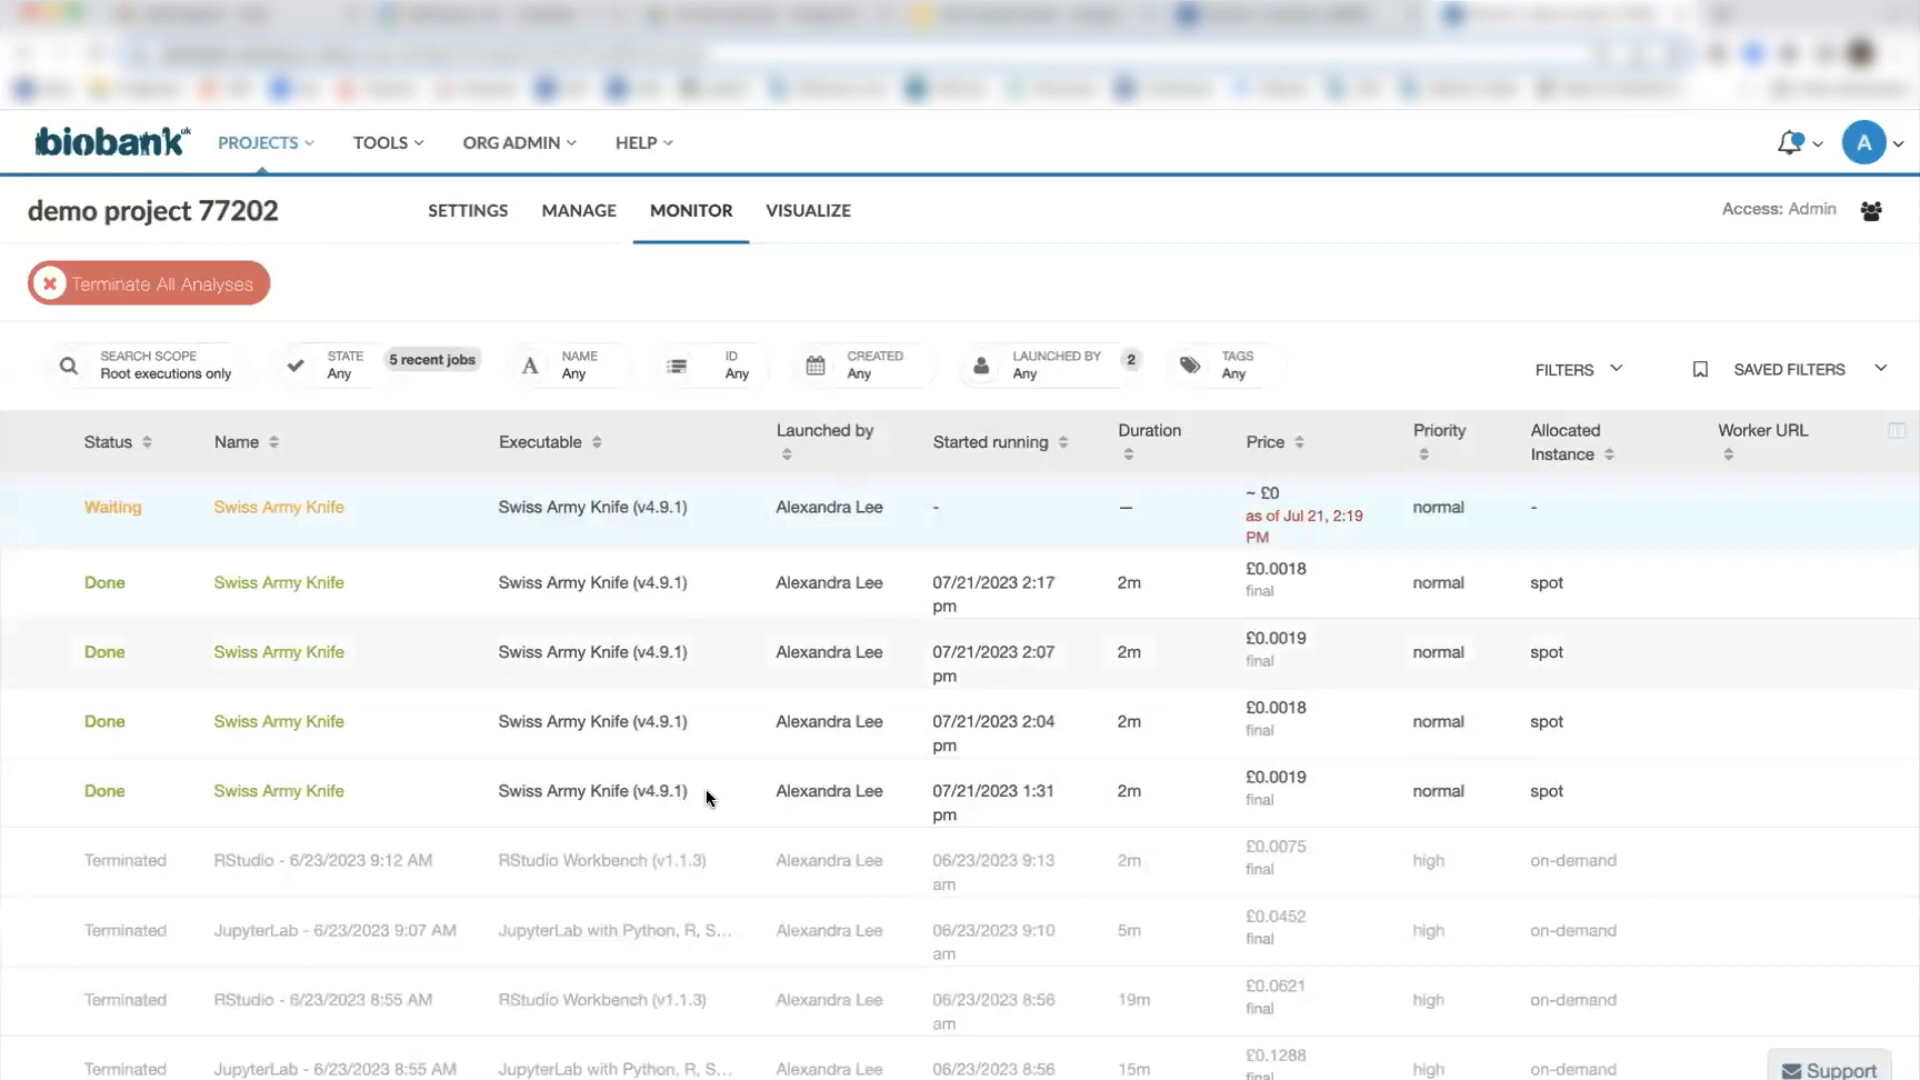 biobank uk PROJECTS TOOLS ORG ADMIN HELP A
demo project 77202 SETTINGS MANAGE MONITOR VISUALIZE Access: Admin
Terminate All Analyses
SEARCH SCOPE STATE 5 recent jobs NAME ID CREATED LAUNCHED BY 2 TAGS
Root executions only Any Any Any Any Any Any FILTERS SAVED FILTERS
Status Name Executable Launched by Started running Duration Price Priority Allocated Instance Worker URL
Waiting Swiss Army Knife Swiss Army Knife (v4.9.1) Alexandra Lee - — ~ £0 normal -
as of Jul 21, 2:19
PM
Done Swiss Army Knife Swiss Army Knife (v4.9.1) Alexandra Lee 07/21/2023 2:17 2m £0.0018 normal spot
pm final
Done Swiss Army Knife Swiss Army Knife (v4.9.1) Alexandra Lee 07/21/2023 2:07 2m £0.0019 normal spot
pm final
Done Swiss Army Knife Swiss Army Knife (v4.9.1) Alexandra Lee 07/21/2023 2:04 2m £0.0018 normal spot
pm final
Done Swiss Army Knife Swiss Army Knife (v4.9.1) Alexandra Lee 07/21/2023 1:31 2m £0.0019 normal spot
pm final
Terminated RStudio - 6/23/2023 9:12 AM RStudio Workbench (v1.1.3) Alexandra Lee 06/23/2023 9:13 2m £0.0075 high on-demand
am final
Terminated JupyterLab - 6/23/2023 9:07 AM JupyterLab with Python, R, S... Alexandra Lee 06/23/2023 9:10 5m £0.0452 high on-demand
am final
Terminated RStudio - 6/23/2023 8:55 AM RStudio Workbench (v1.1.3) Alexandra Lee 06/23/2023 8:56 19m £0.0621 high on-demand
am final
Terminated JupyterLab - 6/23/2023 8:55 AM JupyterLab with Python, R, S... Alexandra Lee 06/23/2023 8:56 15m £0.1288 high on-demand
final Support